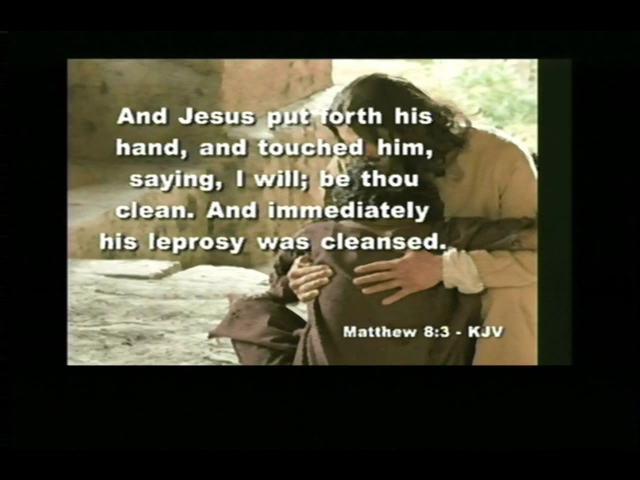 And Jesus put forth his
hand, and touched him,
saying, I will; be thou
clean. And immediately
his leprosy was cleansed.
Matthew 8:3 - KJV